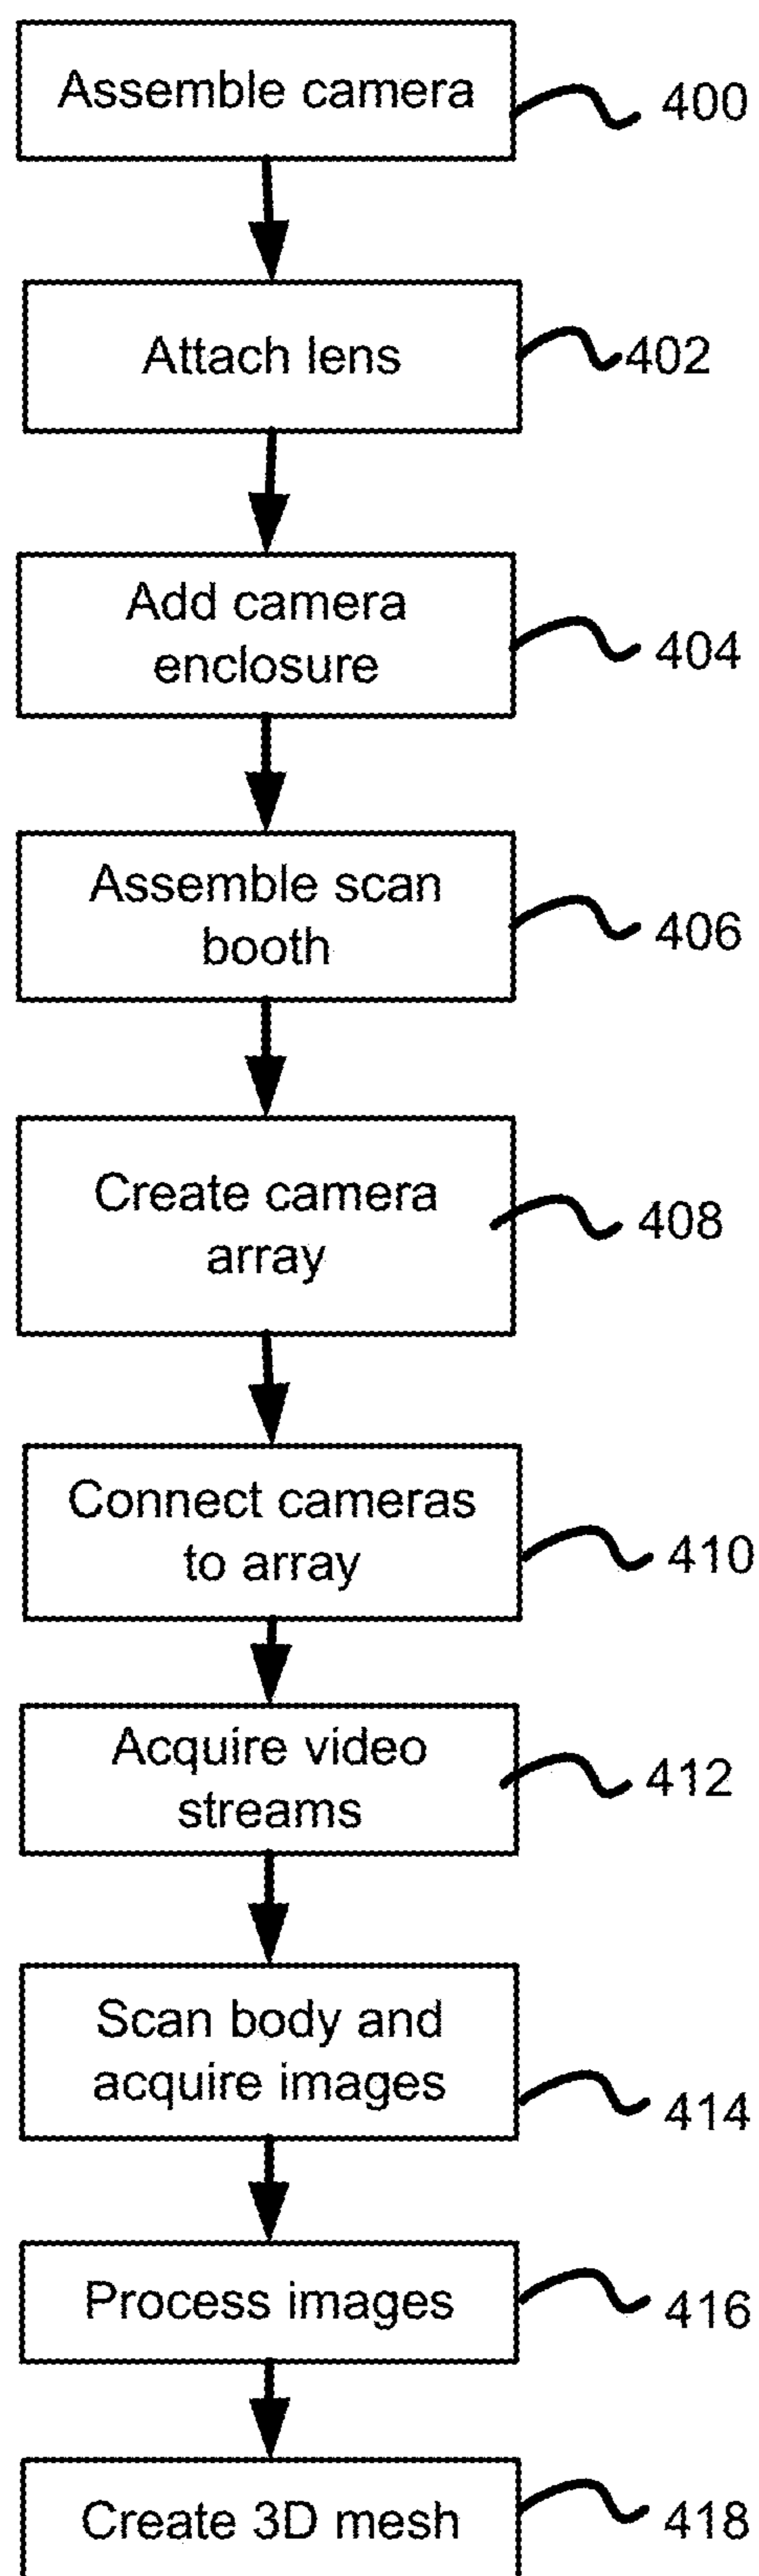 Assemble camera
400
Attach lens
402
Add camera
enclosure
404
Assemble scan
booth
406
Create camera
array
408
Connect cameras
to array
410
Acquire video
streams
412
Scan body and
acquire images
414
Process images
416
Create 3D mesh
418